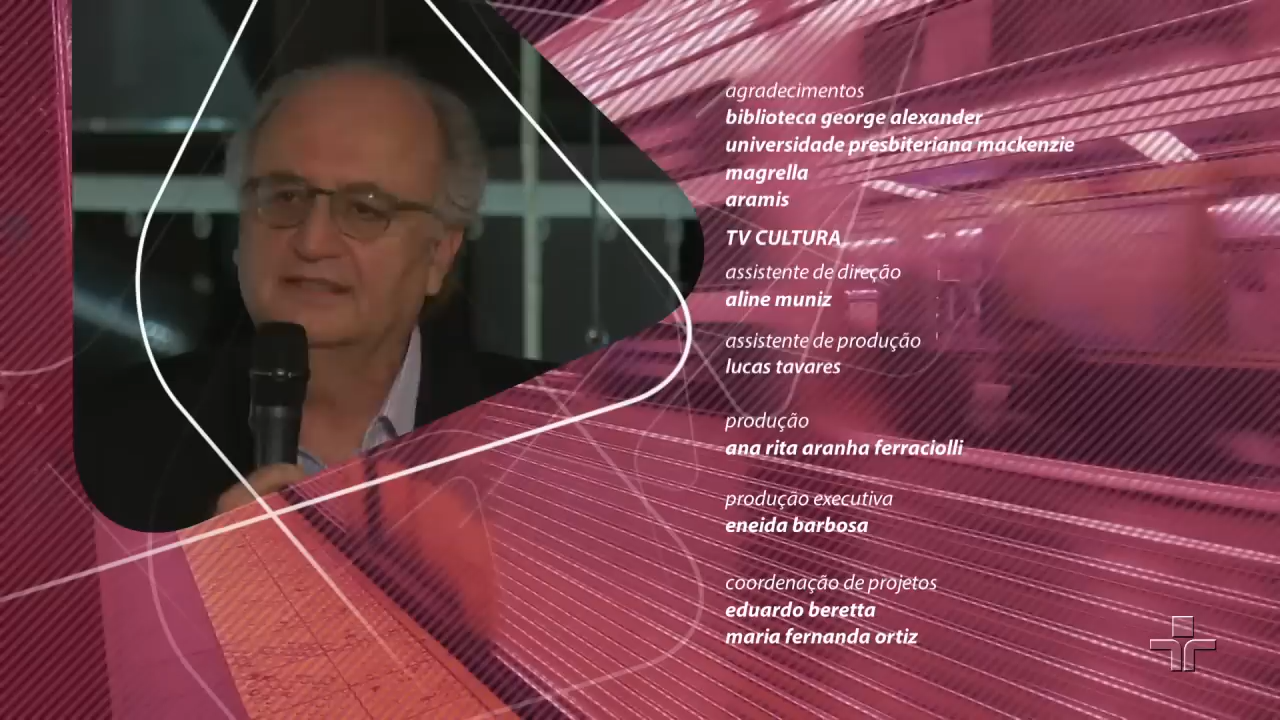 agradecimentos
biblioteca george alexander
universidade presbiteriana mackenzie
magrella
aramis
TV CULTURA
assistente de direção
aline muniz
assistente de produção
lucas tavares
produção
ana rita aranha ferraciolli
produção executiva
eneida barbosa
coordenação de projetos
eduardo beretta
maria fernanda ortiz